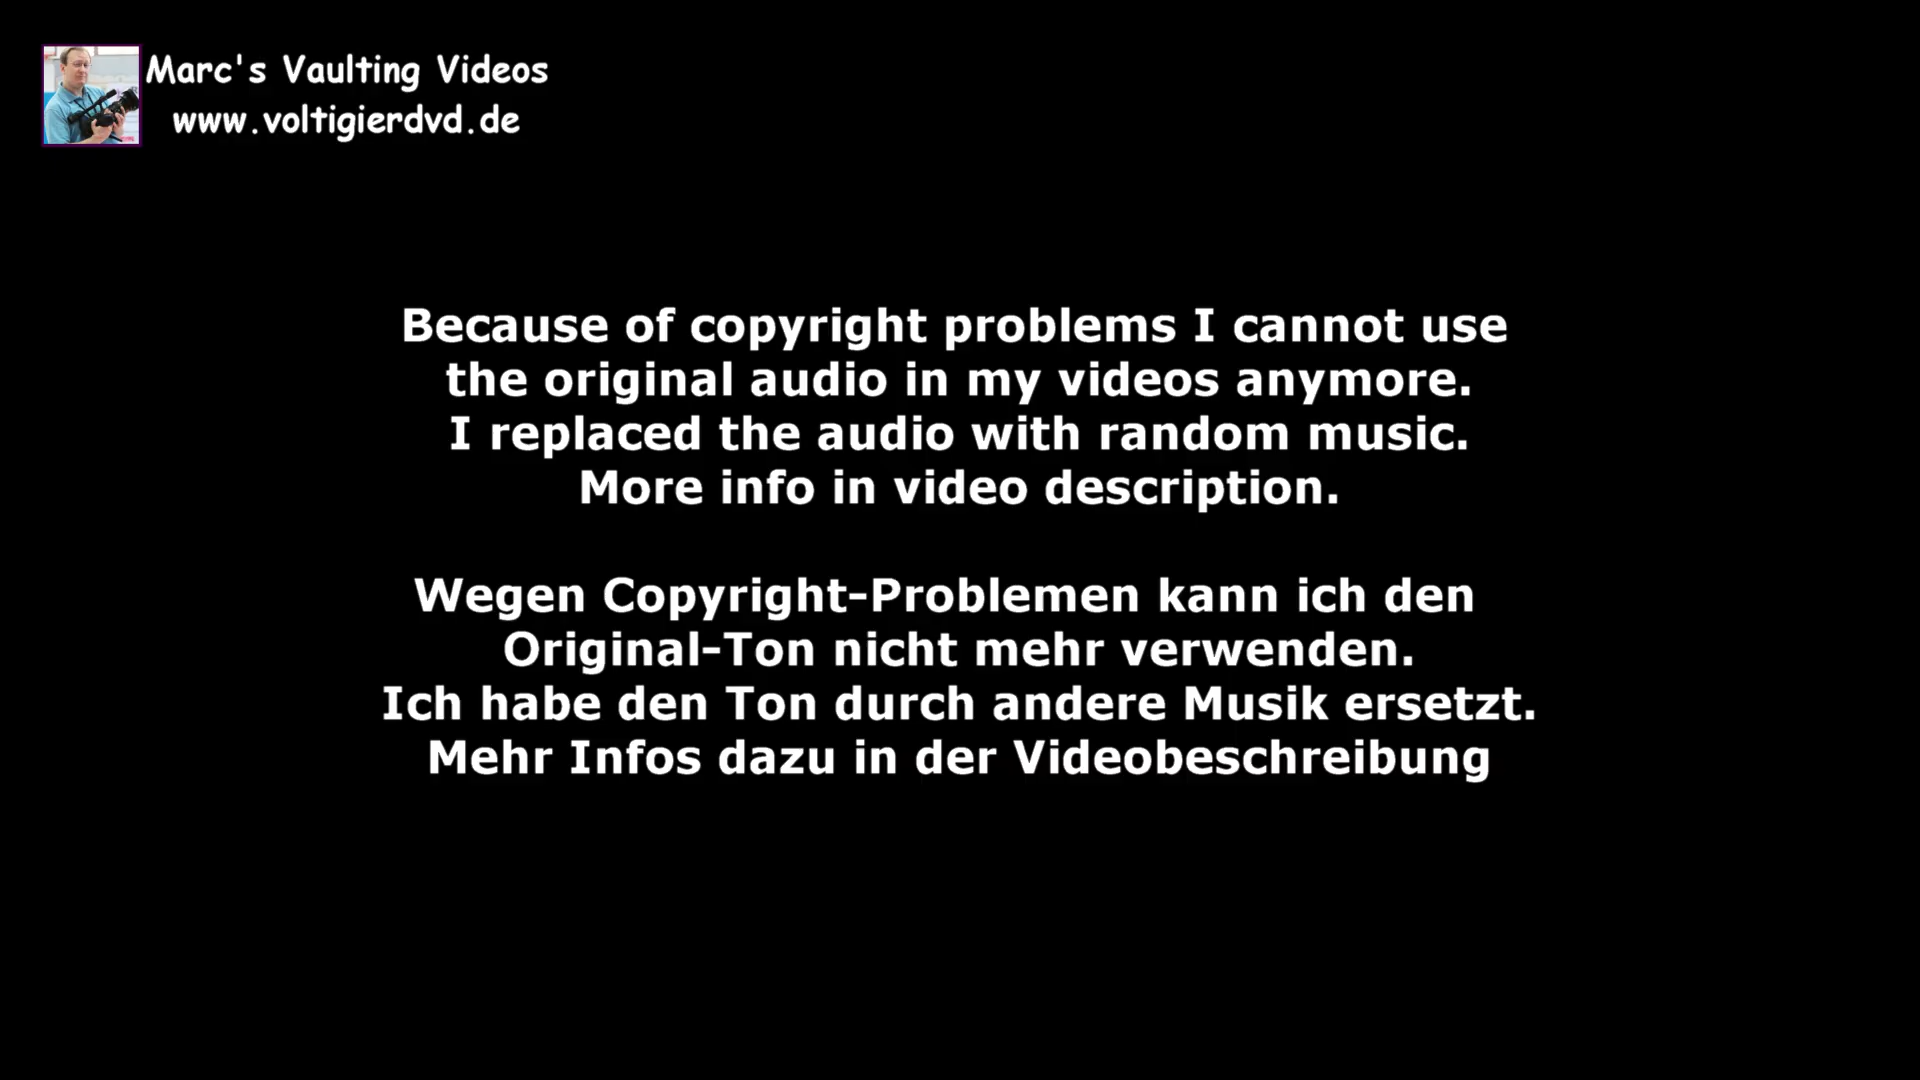 Marc's Vaulting Videos
www.voltigierdvd.de
Because of copyright problems I cannot use
the original audio in my videos anymore.
I replaced the audio with random music.
More info in video description.
Wegen Copyright-Problemen kann ich den
Original-Ton nicht mehr verwenden.
Ich habe den Ton durch andere Musik ersetzt.
Mehr Infos dazu in der Videobeschreibung